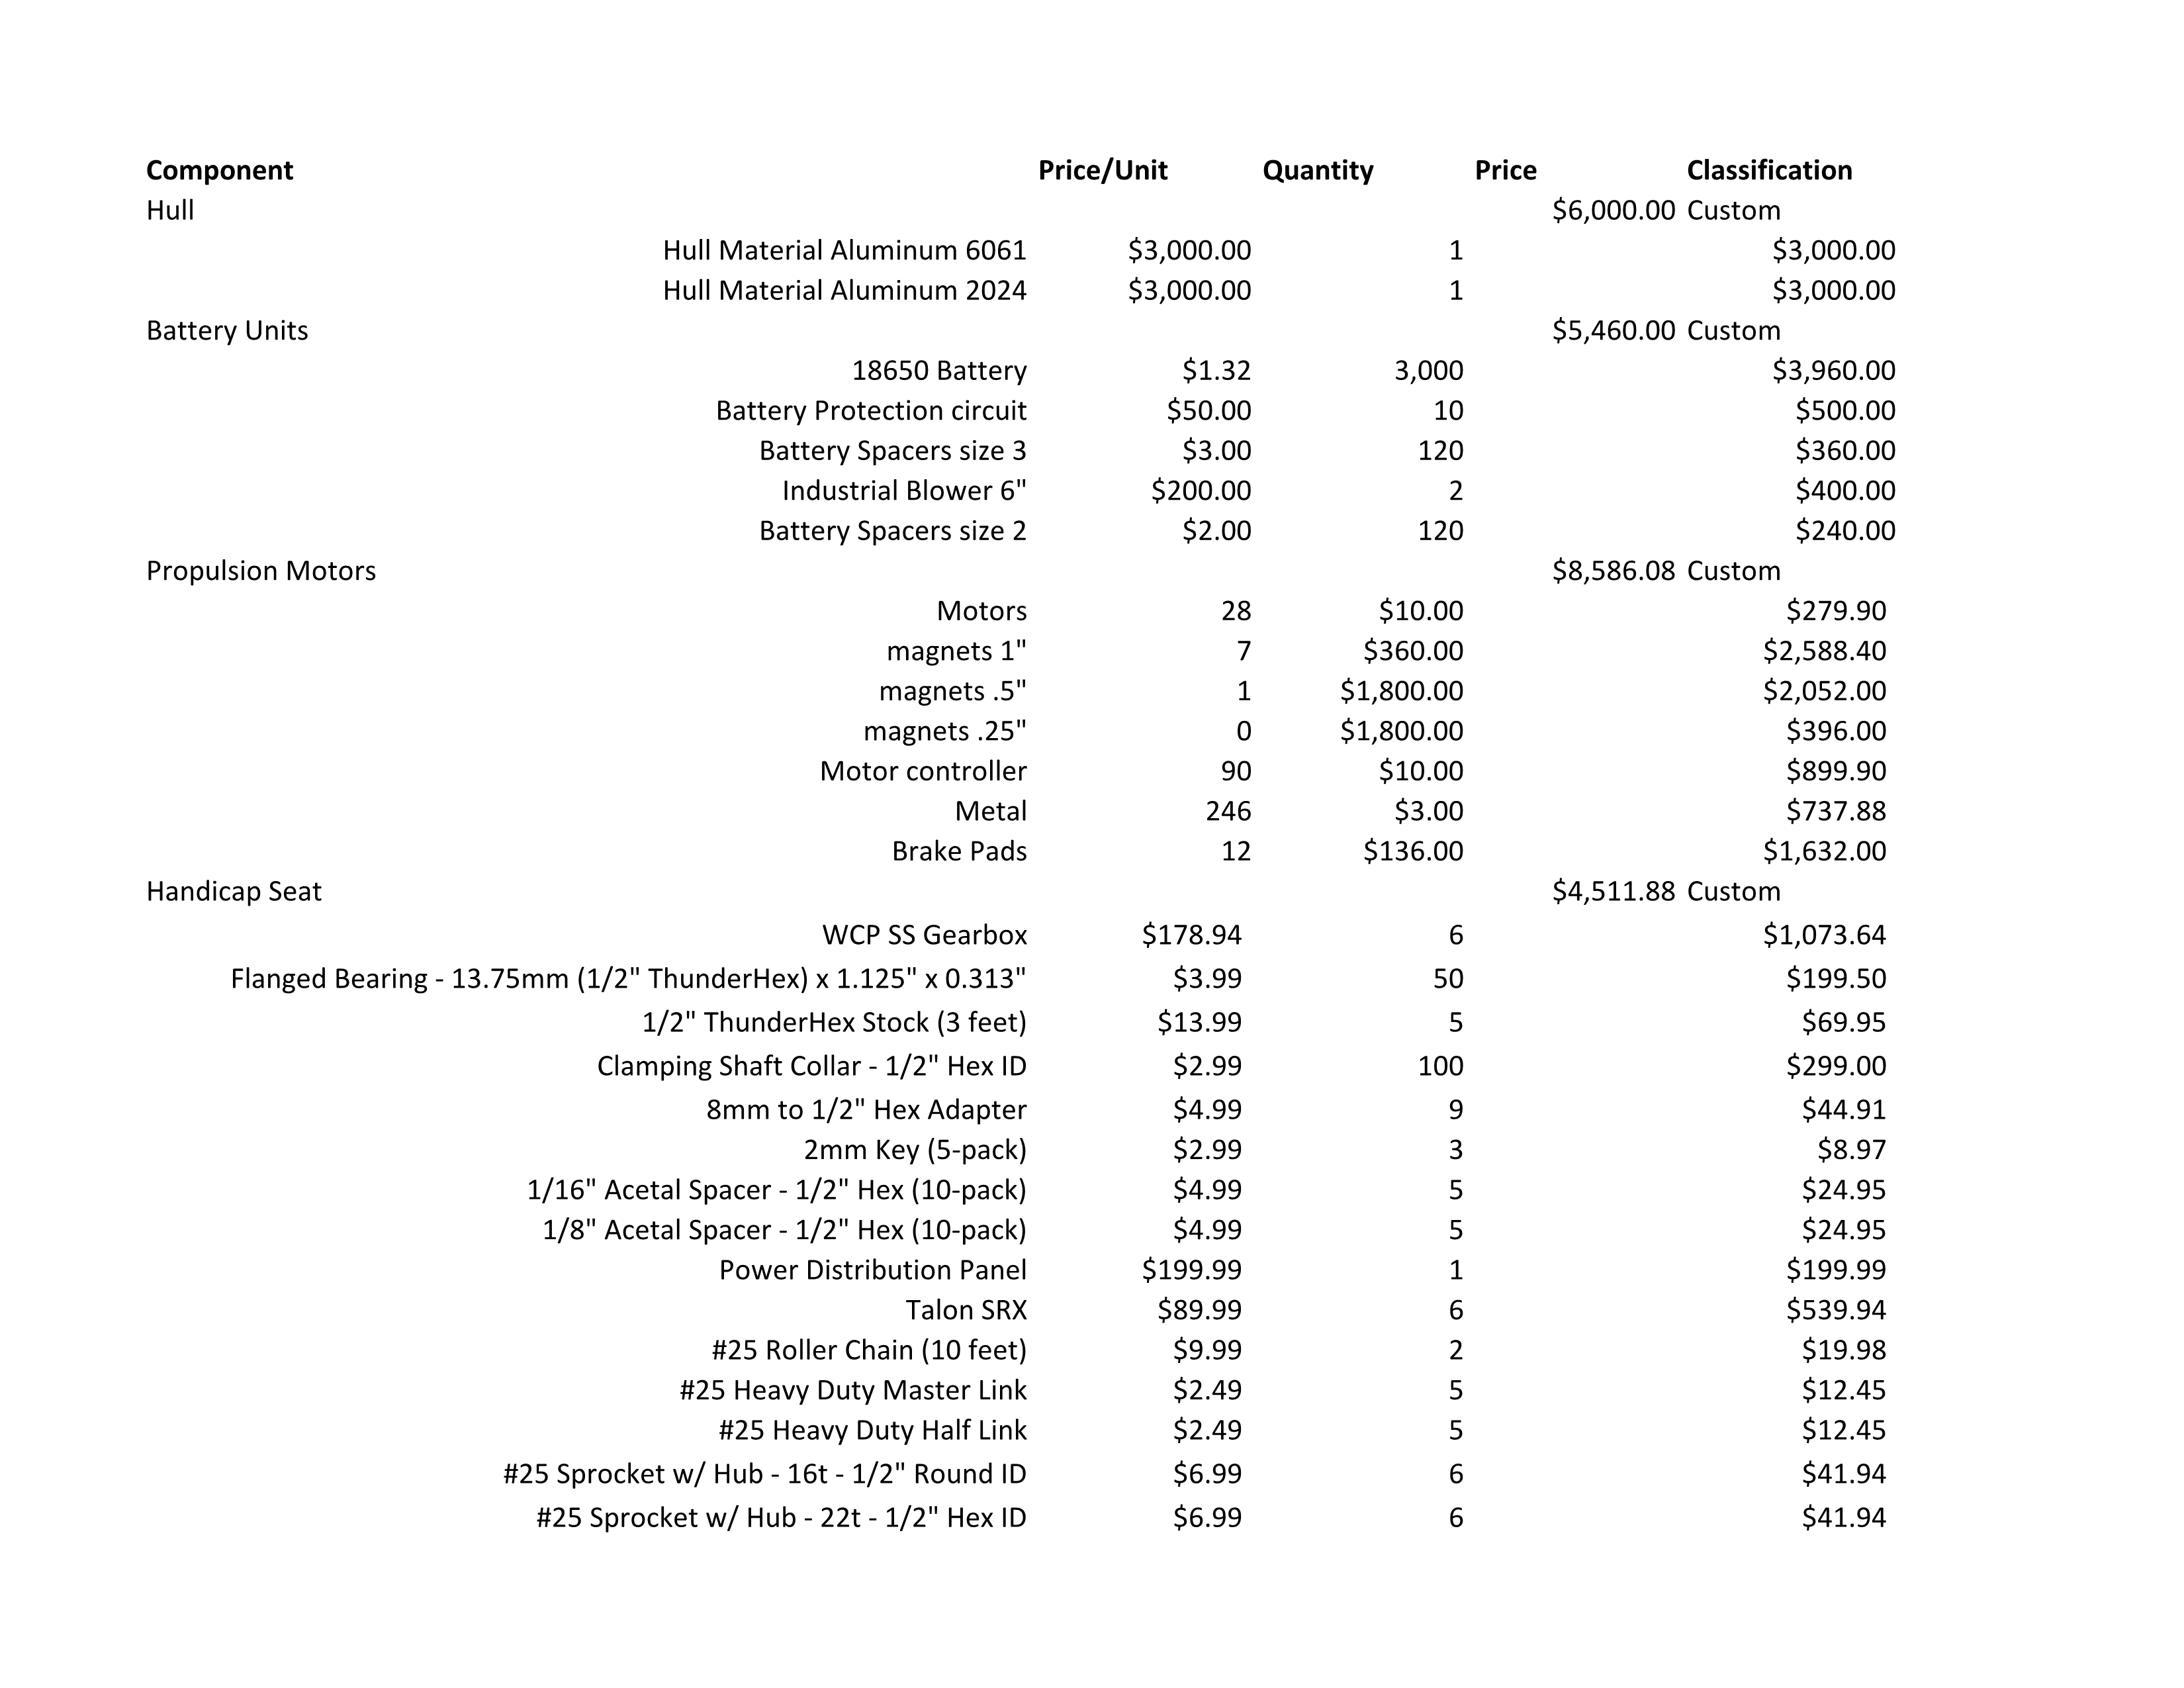 Component Price/Unit Quantity Price Classification
Hull $6,000.00 Custom
Hull Material Aluminum 6061 $3,000.00 1 $3,000.00
Hull Material Aluminum 2024 $3,000.00 1 $3,000.00
Battery Units $5,460.00 Custom
18650 Battery $1.32 3,000 $3,960.00
Battery Protection circuit $50.00 10 $500.00
Battery Spacers size 3 $3.00 120 $360.00
Industrial Blower 6" $200.00 2 $400.00
Battery Spacers size 2 $2.00 120 $240.00
Propulsion Motors $8,586.08 Custom
Motors 28 $10.00 $279.90
magnets 1" 7 $360.00 $2,588.40
magnets .5" 1 $1,800.00 $2,052.00
magnets .25" 0 $1,800.00 $396.00
Motor controller 90 $10.00 $899.90
Metal 246 $3.00 $737.88
Brake Pads 12 $136.00 $1,632.00
Handicap Seat $4,511.88 Custom
WCP SS Gearbox $178.94 6 $1,073.64
Flanged Bearing - 13.75mm (1/2" ThunderHex) x 1.125" x 0.313" $3.99 50 $199.50
1/2" ThunderHex Stock (3 feet) $13.99 5 $69.95
Clamping Shaft Collar - 1/2" Hex ID $2.99 100 $299.00
8mm to 1/2" Hex Adapter $4.99 9 $44.91
2mm Key (5-pack) $2.99 3 $8.97
1/16" Acetal Spacer - 1/2" Hex (10-pack) $4.99 5 $24.95
1/8" Acetal Spacer - 1/2" Hex (10-pack) $4.99 5 $24.95
Power Distribution Panel $199.99 1 $199.99
Talon SRX $89.99 6 $539.94
#25 Roller Chain (10 feet) $9.99 2 $19.98
#25 Heavy Duty Master Link $2.49 5 $12.45
#25 Heavy Duty Half Link $2.49 5 $12.45
#25 Sprocket w/ Hub - 16t - 1/2" Round ID $6.99 6 $41.94
#25 Sprocket w/ Hub - 22t - 1/2" Hex ID $6.99 6 $41.94